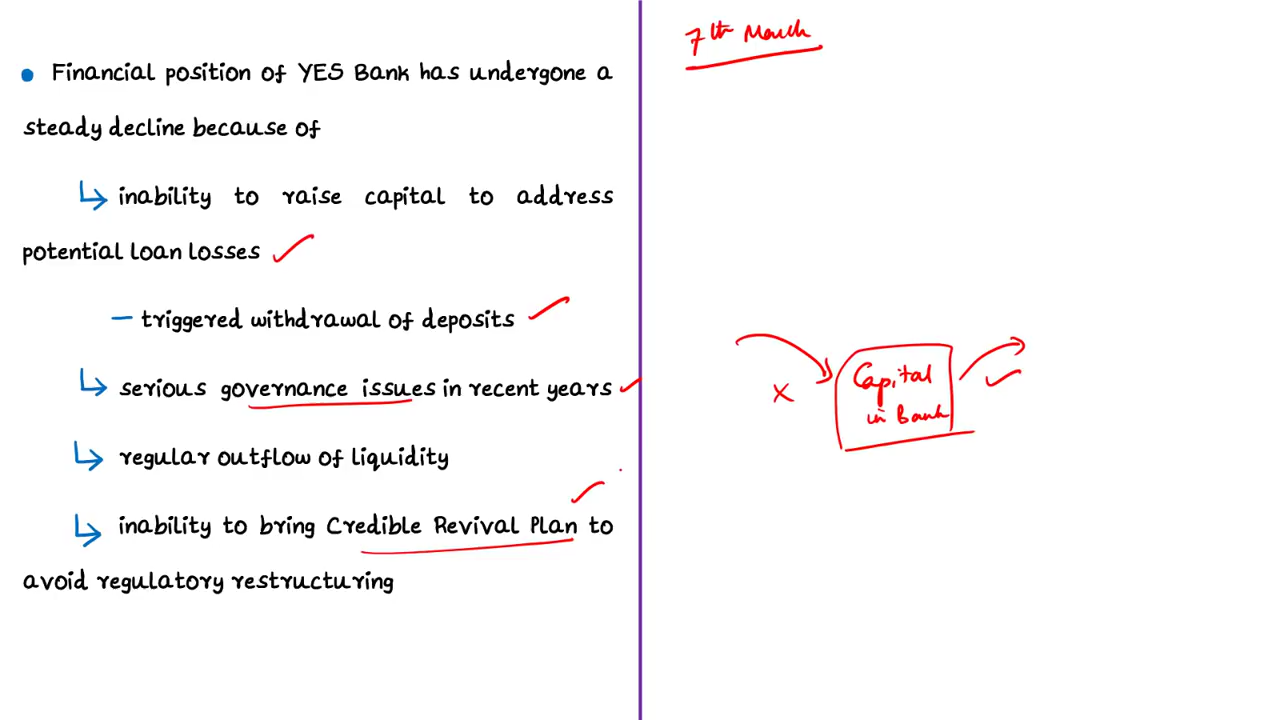 Financial position of YES Bank has undergone a
steady decline because of
inability to raise capital to address
potential loan losses
– triggered withdrawal of deposits
serious governance issues in recent years
regular outflow of liquidity
inability to bring Credible Revival Plan to
avoid regulatory restructuring
7th March
Capital
in Bank